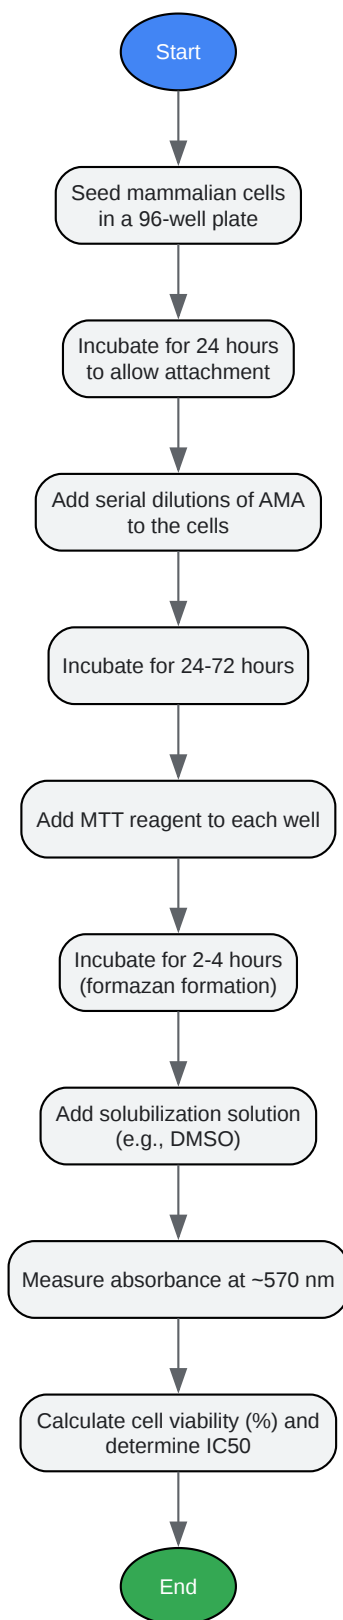 Start
Seed mammalian cells
in a 96-well plate
Incubate for 24 hours
to allow attachment
Add serial dilutions of AMA
to the cells
Incubate for 24-72 hours
Add MTT reagent to each well
Incubate for 2-4 hours
(formazan formation)
Add solubilization solution
(e.g., DMSO)
Measure absorbance at ~570 nm
Calculate cell viability (%) and
determine IC50
End